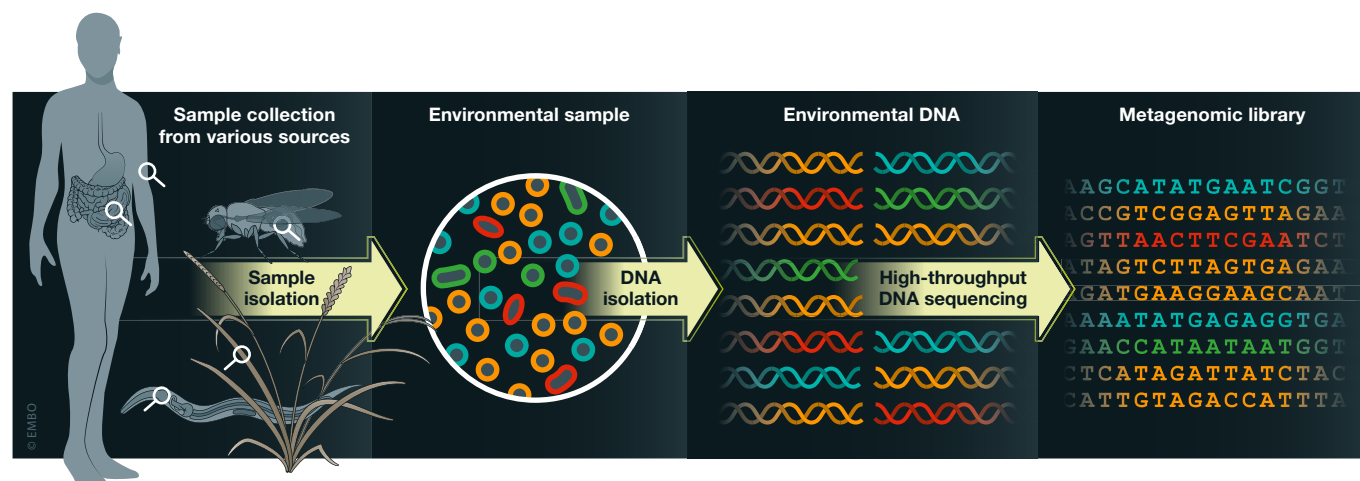 Sample collection
from various sources
Environmental sample
Environmental DNA
Metagenomic library
Sample
isolation
DNA
isolation
High-throughput
DNA sequencing
AAGCATATGAATCGGT
ACCGTCGGAGTTAGAA
AGTTAACTTCGAATCT
ATAGTCTTAGTGAGAA
GATGAAGGAAGCAAT
AAAATATGAGAGGTGA
GAACCATAATAATGGT
CTCATAGATTATCTAC
CATTGTAGACCATTTA
© EMBO